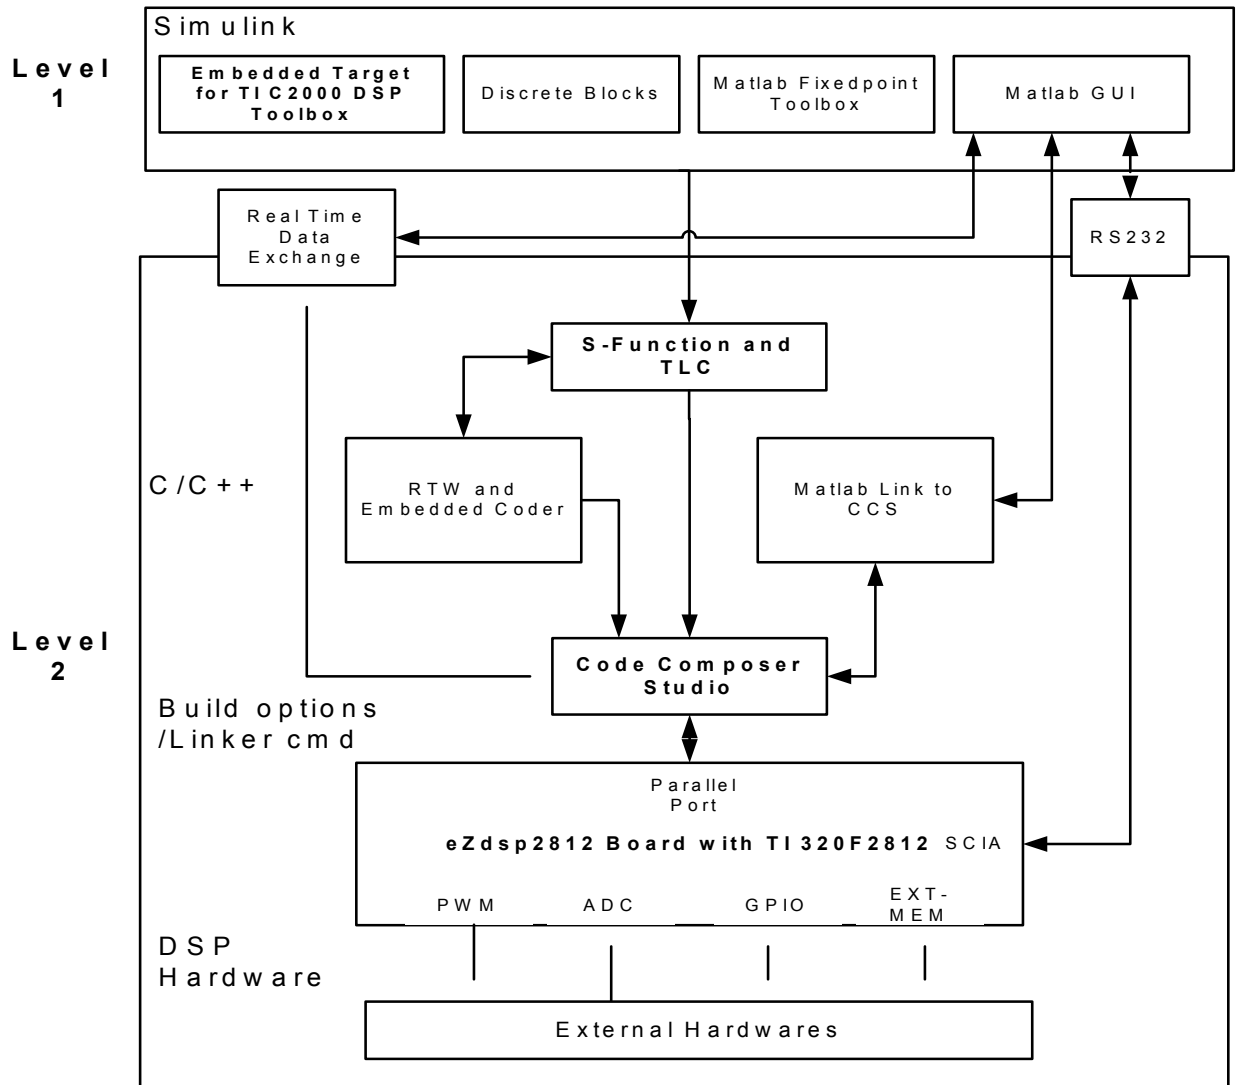 Simulink
Level
1
Embedded Target
for TIC2000 DSP
Toolbox
Discrete Blocks
Matlab Fixedpoint
Toolbox
Matlab GUI
Real Time
Data
Exchange
RS232
S-Function and
TLC
C/C++
RTW and
Embedded Coder
Matlab Link to
CCS
Level
2
Code Composer
Studio
Build options
/Linker cmd
Parallel
Port
eZdsp2812 Board with TI320F2812 SCIA
PWM
ADC
GPIO
EXT-
MEM
DSP
Hardware
External Hardwares